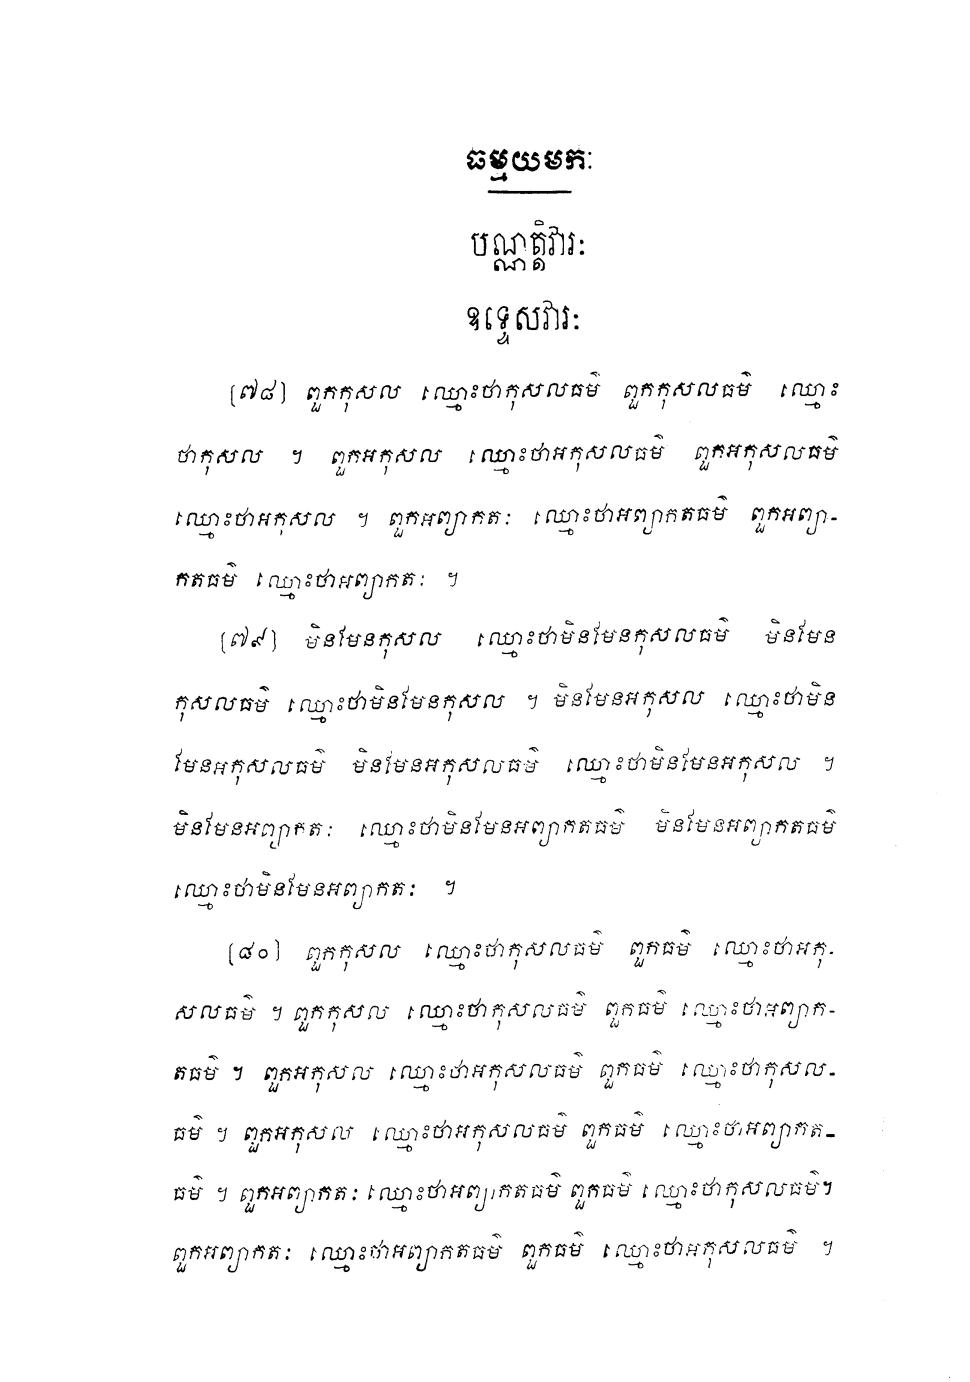 ធម្មយមកៈ
បណ្ណត្តិវារៈ
ឧទ្ទេសវារៈ
[៧៨] ពួកកុសល ឈ្មោះថាកុសលធម៌ ពួកកុសលធម៌ ឈ្មោះ
ថាកុសល ។ ពួកអកុសល ឈ្មោះថាអកុសលធម៌ ពួកអកុសលធម៌
ឈ្មោះថាអកុសល ។ ពួកអព្យាកតៈ ឈ្មោះថាអព្យាកតធម៌ ពួកអព្យា-
កតធម៌ ឈ្មោះថាអព្យាកតៈ ។
[៧៩] មិនមែនកុសល ឈ្មោះថាមិនមែនកុសលធម៌ មិនមែន
កុសលធម៌ ឈ្មោះថាមិនមែនកុសល ។ មិនមែនអកុសល ឈ្មោះថាមិន
មែនអកុសលធម៌ មិនមែនអកុសលធម៌ ឈ្មោះថាមិនមែនអកុសល ។
មិនមែនអព្យាកតៈ ឈ្មោះថាមិនមែនអព្យាកតធម៌ មិនមែនអព្យាកតធម៌
ឈ្មោះថាមិនមែនអព្យាកតៈ ។
[៨០] ពួកកុសល ឈ្មោះថាកុសលធម៌ ពួកធម៌ ឈ្មោះថាអកុ-
សលធម៌ ។ ពួកកុសល ឈ្មោះថាកុសលធម៌ ពួកធម៌ ឈ្មោះថាអព្យាក-
តធម៌ ។ ពួកអកុសល ឈ្មោះថាអកុសលធម៌ ពួកធម៌ ឈ្មោះថាកុសល-
ធម៌ ។ ពួកអកុសល ឈ្មោះថាអកុសលធម៌ ពួកធម៌ ឈ្មោះថាអព្យាកត-
ធម៌ ។ ពួកអព្យាកតៈ ឈ្មោះថាអព្យាកតធម៌ ពួកធម៌ ឈ្មោះថាកុសលធម៌។
ពួកអព្យាកតៈ ឈ្មោះថាអព្យាកតធម៌ ពួកធម៌ ឈ្មោះថាអកុសលធម៌ ។